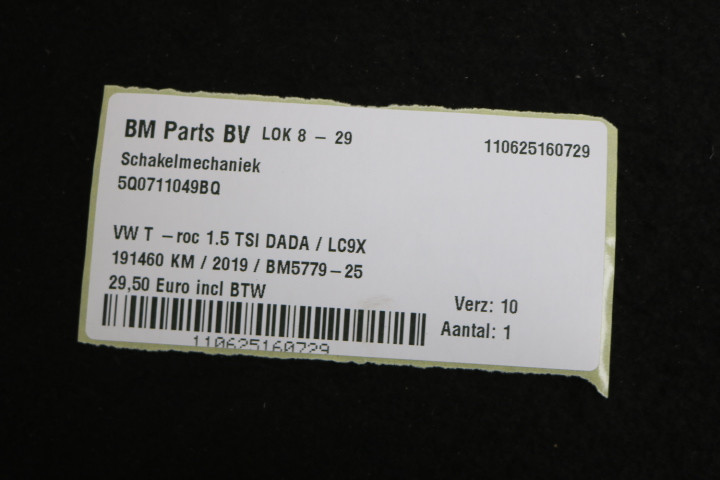 BM Parts BV LOK 8 - 29
110625160729
Schakelmechaniek
5Q0711049BQ
VW T -roc 1.5 TSI DADA / LC9X
191460 KM / 2019 / BM5779-25
29,50 Euro incl BTW
Verz: 10
Aantal: 1
110625160729